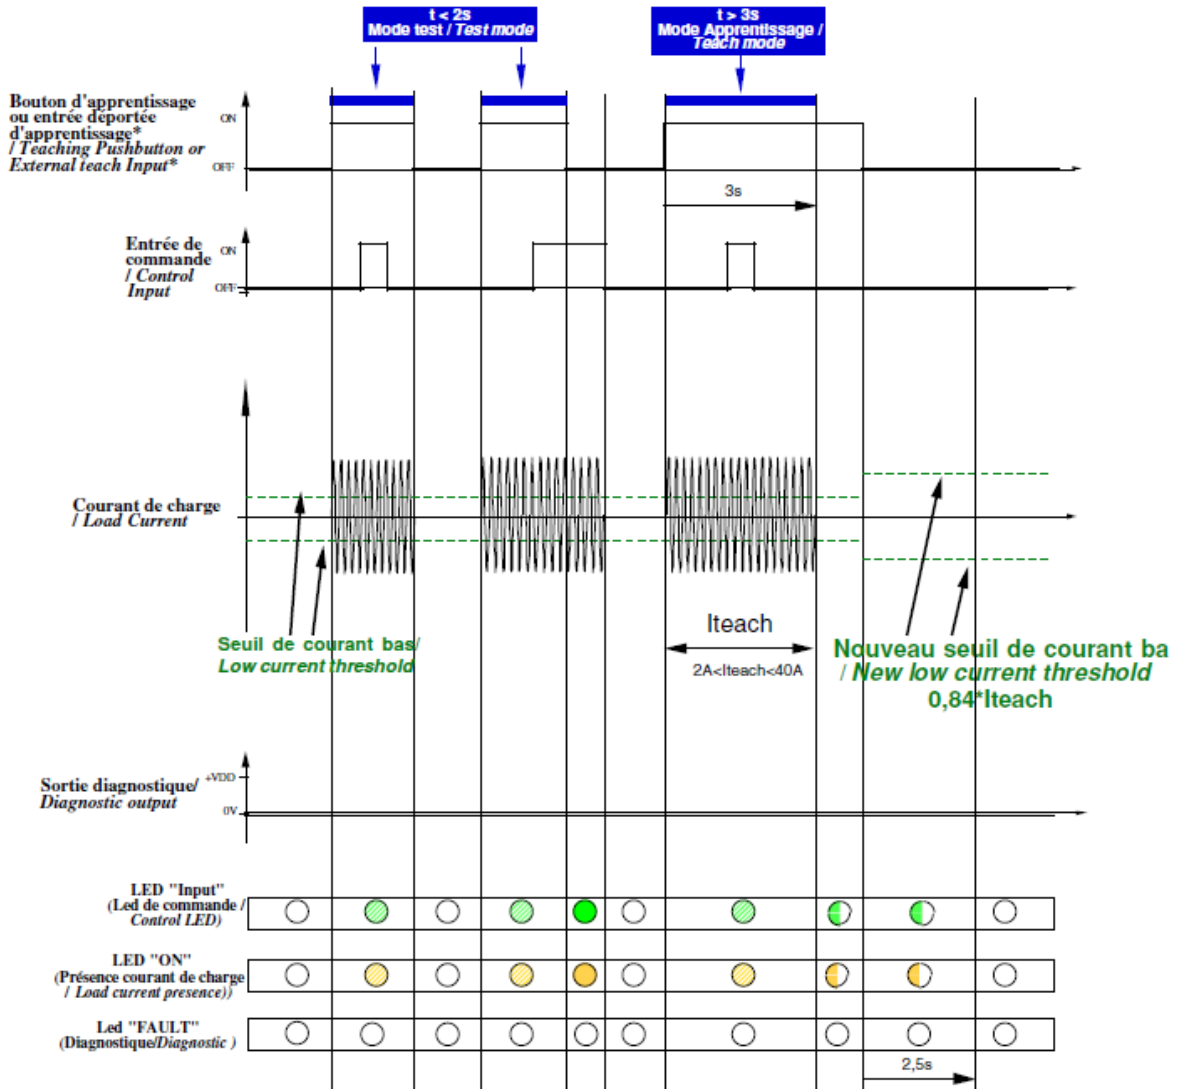 t < 2s
Mode test / Test mode
t > 3s
Mode Apprentissage /
Teach mode
Bouton d'apprentissage
ou entrée déportée
d'apprentissage*
/ Teaching Pushbutton or
External teach Input*
ON
OFF
3s
Entrée de
commande
/ Control
Input
ON
OFF
Courant de charge
/ Load Current
Seuil de courant bas/
Low current threshold
Iteach
2A<Iteach<40A
Nouveau seuil de courant ba
/ New low current threshold
0,84*Iteach
Sortie diagnostique/
Diagnostic output
+VDD
0V
LED "Input"
(Led de commande /
Control LED)
LED "ON"
(Présence courant de charge
/ Load current presence))
Led "FAULT"
(Diagnostique/Diagnostic )
2,5s